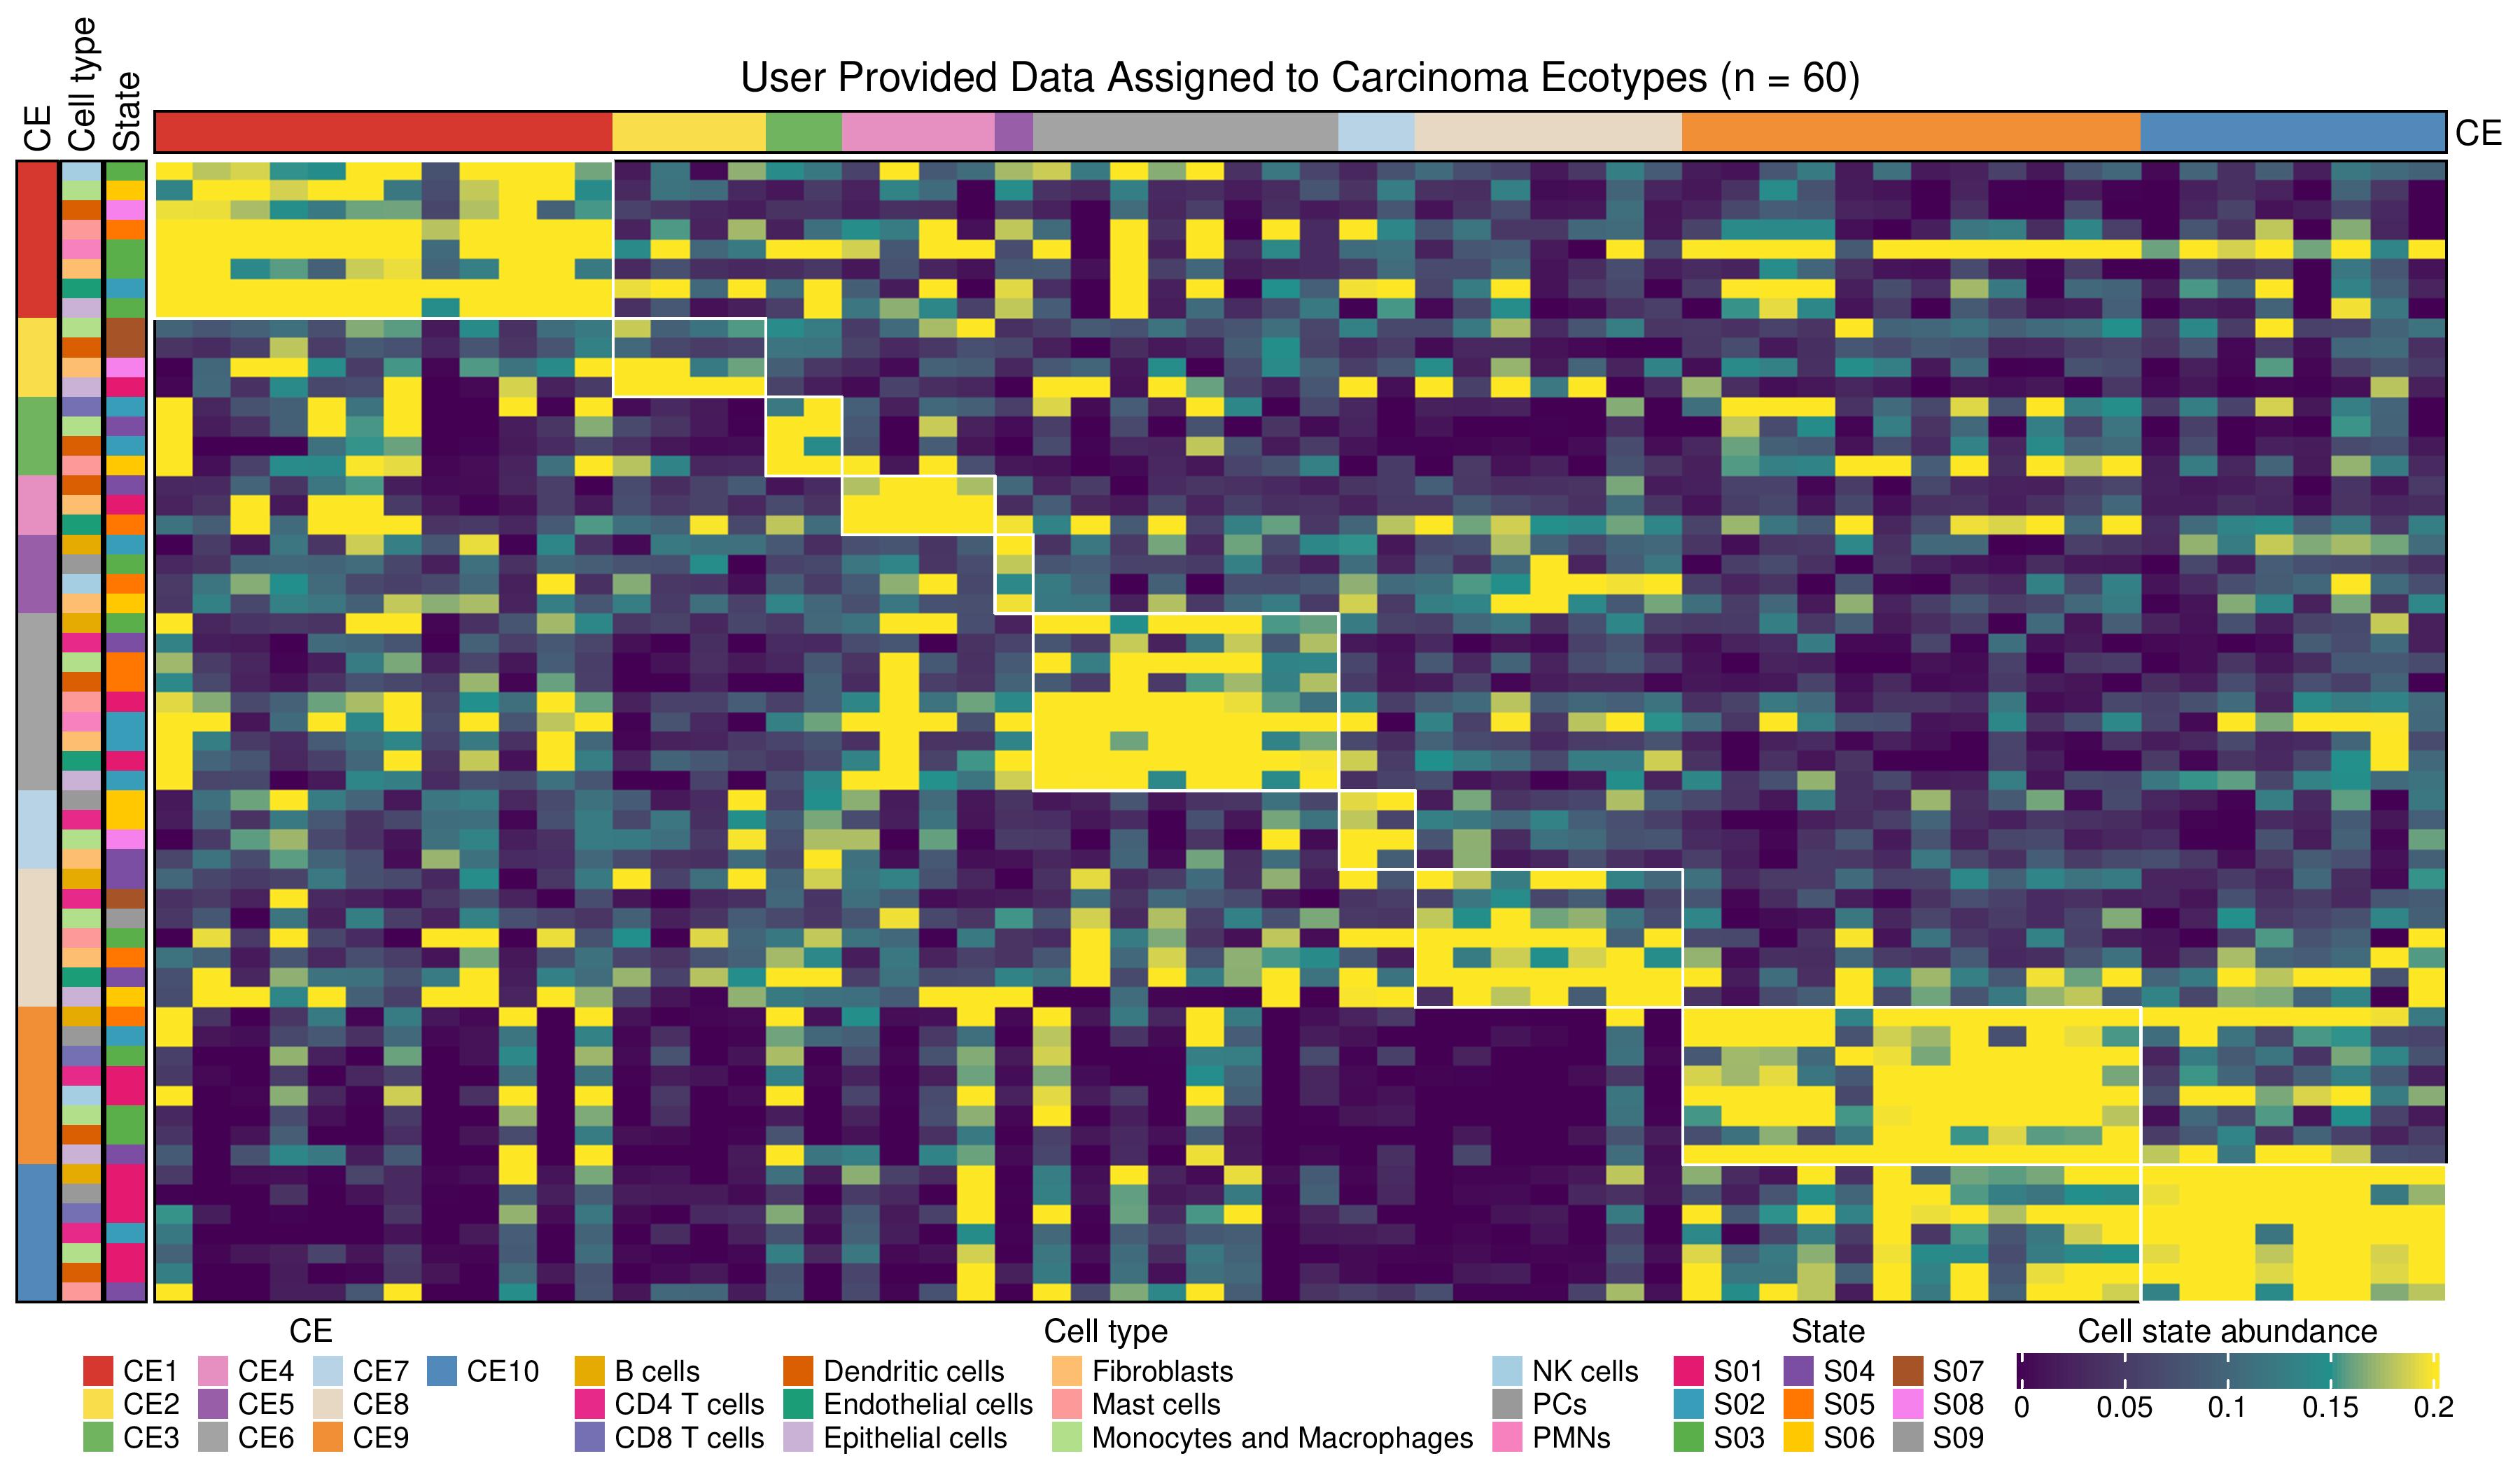 User Provided Data Assigned to Carcinoma Ecotypes (n = 60)
CE
Cell type
State
CE
CE
CE1
CE2
CE3
CE4
CE5
CE6
CE7
CE8
CE9
CE10
Cell type
B cells
CD4 T cells
CD8 T cells
Dendritic cells
Endothelial cells
Epithelial cells
Fibroblasts
Mast cells
Monocytes and Macrophages
NK cells
PCs
PMNs
State
S01
S02
S03
S04
S05
S06
S07
S08
S09
Cell state abundance
0 0.05 0.1 0.15 0.2